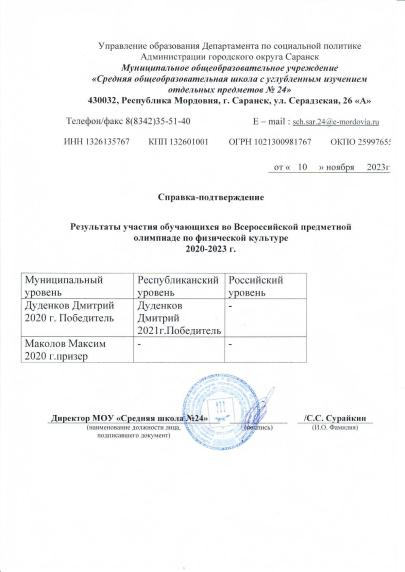 Управление образования Департамента по социальной политике
Администрации городского округа Саранск
Муниципальное общеобразовательное учреждение
«Средняя общеобразовательная школа с углубленным изучением
отдельных предметов № 24»
430032, Республика Мордовия, г. Саранск, ул. Серадзская, 26 «А»
Телефон/факс 8(8342)35-51-40 E – mail : sch.sar.24@e-mordovia.ru
ИНН 1326135767 КПП 132601001 ОГРН 1021300981767 ОКПО 25997655
от « 10 » ноября 2023г
Справка-подтверждение
Результаты участия обучающихся во Всероссийской предметной
олимпиаде по физической культуре
2020-2023 г.
Муниципальный уровень Республиканский уровень Российский уровень
Дуденков Дмитрий 2020 г. Победитель Дуденков Дмитрий 2021г.Победитель -
Маколов Максим 2020 г.призер - -
Директор МОУ «Средняя школа №24» /С.С. Сурайкин
(наименование должности лица, (подпись) (И.О. Фамилия)
подписавшего документ)